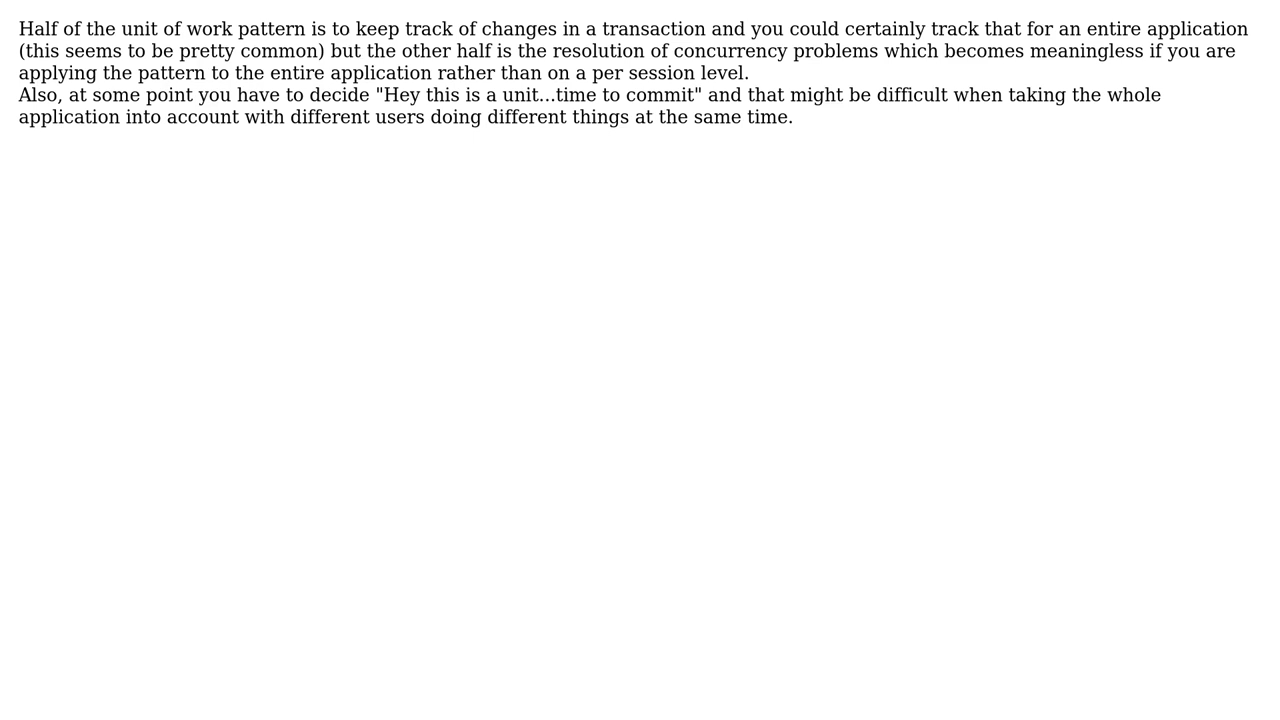 Half of the unit of work pattern is to keep track of changes in a transaction and you could certainly track that for an entire application
(this seems to be pretty common) but the other half is the resolution of concurrency problems which becomes meaningless if you are
applying the pattern to the entire application rather than on a per session level.
Also, at some point you have to decide "Hey this is a unit...time to commit" and that might be difficult when taking the whole
application into account with different users doing different things at the same time.